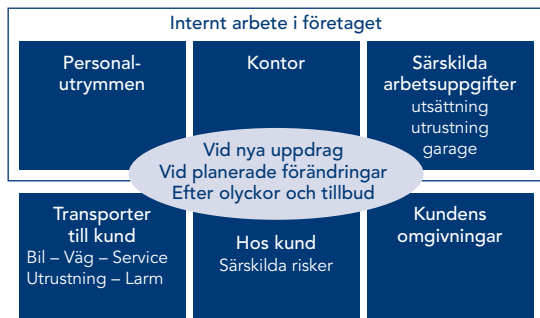 Internt arbete i företaget
Personal-
utrymmen
Kontor
Särskilda
arbetsuppgifter
utsättning
utrustning
garage
Vid nya uppdrag
Vid planerade förändringar
Efter olyckor och tillbud
Transporter
till kund
Bil – Väg – Service
Utrustning – Larm
Hos kund
Särskilda risker
Kundens
omgivningar